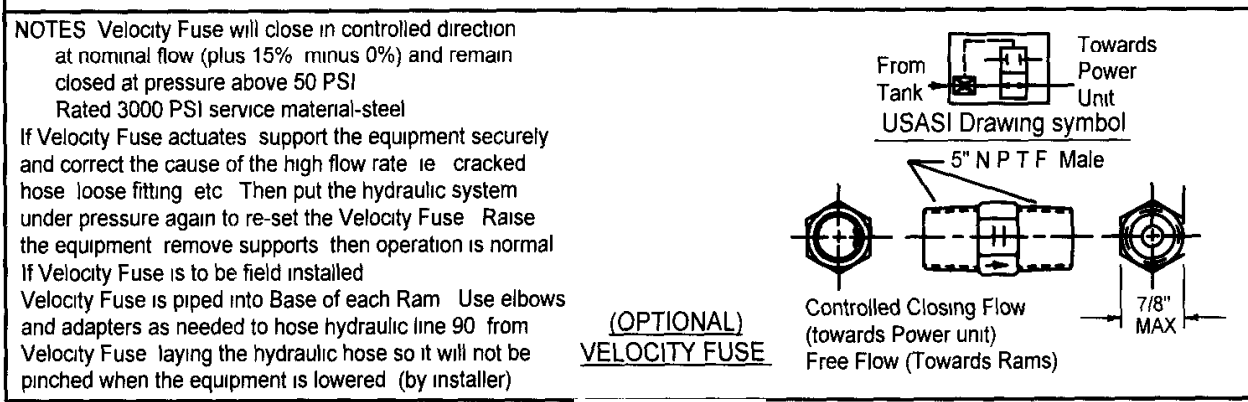 NOTES Velocity Fuse will close in controlled direction
at nominal flow (plus 15% minus 0%) and remain
closed at pressure above 50 PSI
Rated 3000 PSI service material-steel
If Velocity Fuse actuates support the equipment securely
and correct the cause of the high flow rate ie cracked
hose loose fitting etc Then put the hydraulic system
under pressure again to re-set the Velocity Fuse Raise
the equipment remove supports then operation is normal
If Velocity Fuse is to be field installed
Velocity Fuse is piped into Base of each Ram Use elbows
and adapters as needed to hose hydraulic line 90 from
Velocity Fuse laying the hydraulic hose so it will not be
pinched when the equipment is lowered (by installer)
(OPTIONAL)
VELOCITY FUSE
From
Tank
Towards
Power
Unit
USASI Drawing symbol
5" N P T F Male
Controlled Closing Flow
(towards Power unit)
Free Flow (Towards Rams)
7/8"
MAX